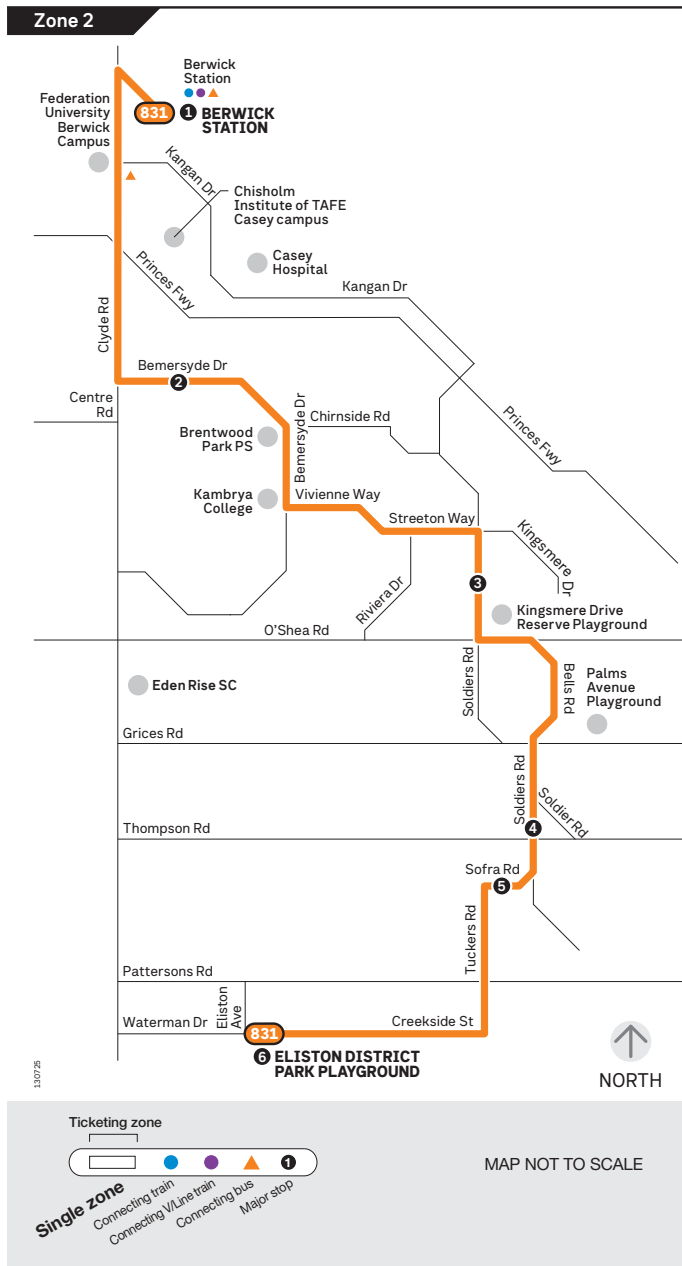 Zone 2
Berwick
Station
831
1 BERWICK
STATION
Federation
University
Berwick
Campus
Kangan Dr
Chisholm
Institute of TAFE
Casey campus
Casey
Hospital
Kangan Dr
Princes Fwy
Clyde Rd
Bemersyde Dr
2
Centre
Rd
Bemersyde Dr
Chirnside Rd
Princes Fwy
Brentwood
Park PS
Kambrya
College
Vivienne Way
Streeton Way
Kingsmere Dr
3
Riviera Dr
Kingsmere Drive
Reserve Playground
O'Shea Rd
Soldiers Rd
Bells Rd
Palms
Avenue
Playground
Eden Rise SC
Grices Rd
Soldiers Rd
Soldier Rd
Thompson Rd
4
Sofra Rd
5
Tuckers Rd
Pattersons Rd
Eliston
Ave
Waterman Dr
831
Creekside St
6 ELISTON DISTRICT
PARK PLAYGROUND
NORTH
130725
Ticketing zone
1
Single zone
Connecting train
Connecting V/Line train
Connecting bus
Major stop
MAP NOT TO SCALE